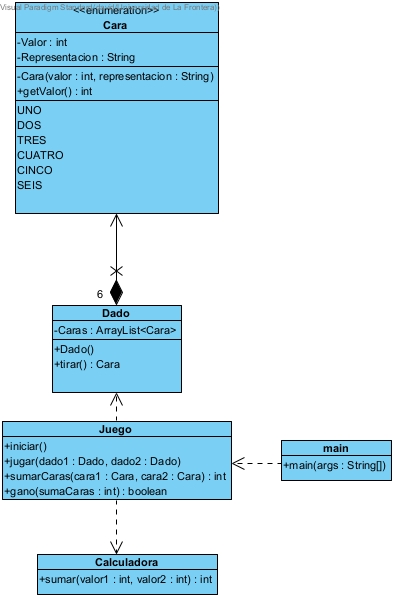 Visual Paradigm Standard Universidad de La Frontera)
<<enumeration>>
Cara
-Valor : int
-Representacion : String
-Cara(valor : int, representacion : String)
+getValor() : int
UNO
DOS
TRES
CUATRO
CINCO
SEIS
6
Dado
-Caras : ArrayList<Cara>
+Dado()
+tirar() : Cara
Juego
+iniciar()
+jugar(dado1 : Dado, dado2 : Dado)
+sumarCaras(cara1 : Cara, cara2 : Cara) : int
+gano(sumaCaras : int) : boolean
main
+main(args : String[])
Calculadora
+sumar(valor1 : int, valor2 : int) : int